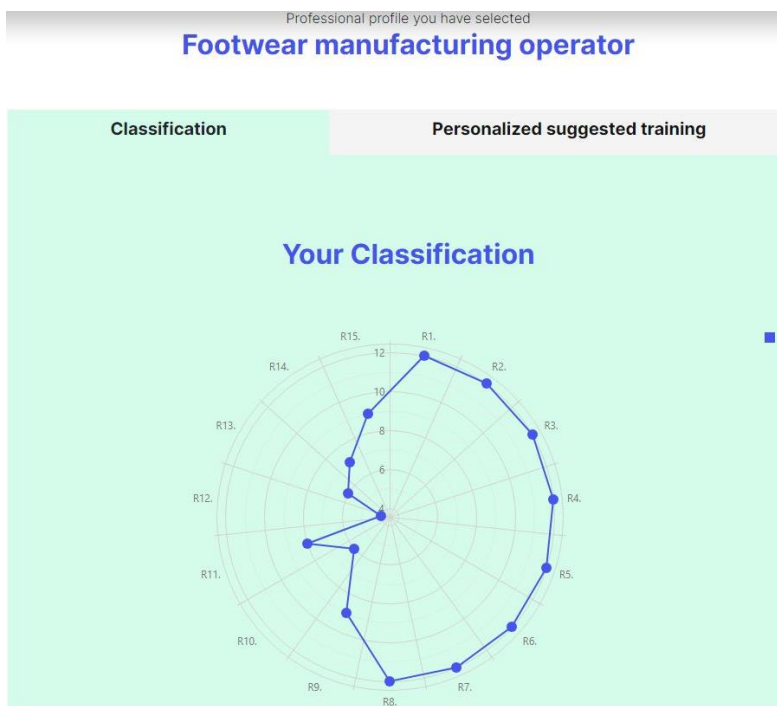 Professional profile you have selected
Footwear manufacturing operator
Classification
Personalized suggested training
Your Classification
R15.
R1.
12
R14.
R2.
10
R13.
R3.
8
6
R12.
R4.
4
R11.
R5.
R10.
R6.
R9.
R7.
R8.